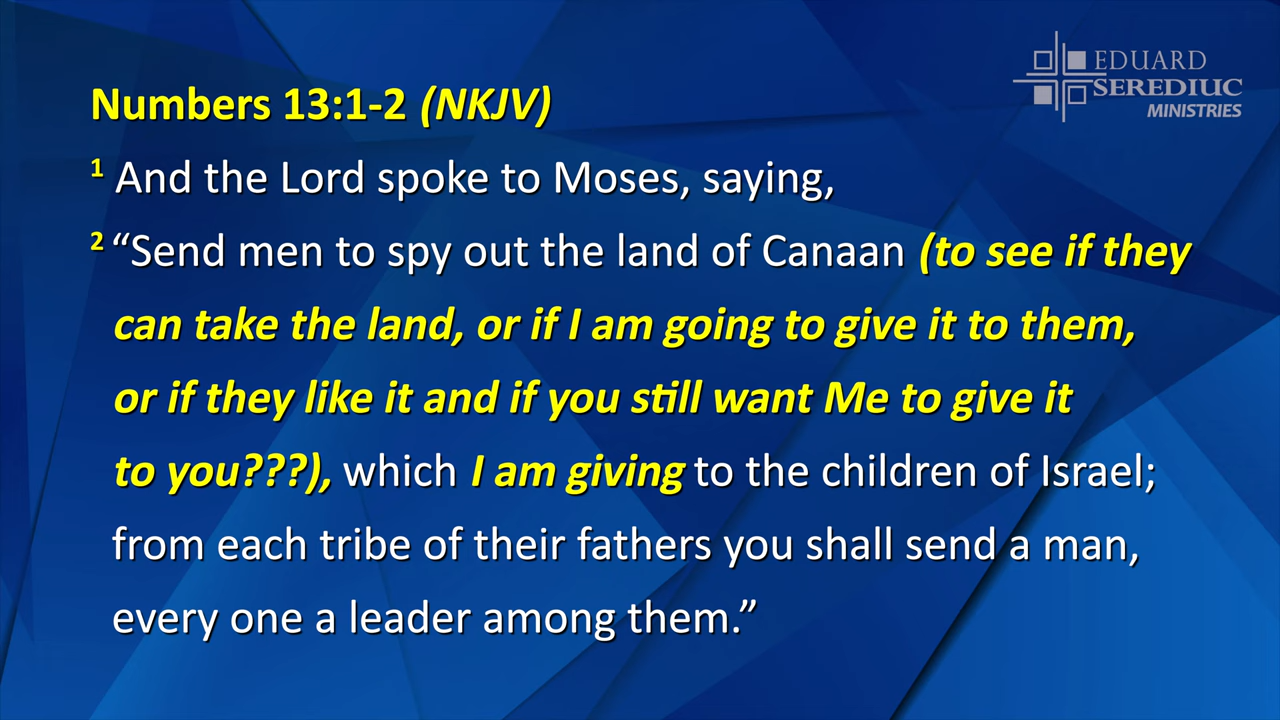 EDUARD
SEREDIUC
MINISTRIES
Numbers 13:1-2 (NKJV)
1 And the Lord spoke to Moses, saying,
2 “Send men to spy out the land of Canaan (to see if they
can take the land, or if I am going to give it to them,
or if they like it and if you still want Me to give it
to you???), which I am giving to the children of Israel;
from each tribe of their fathers you shall send a man,
every one a leader among them.”